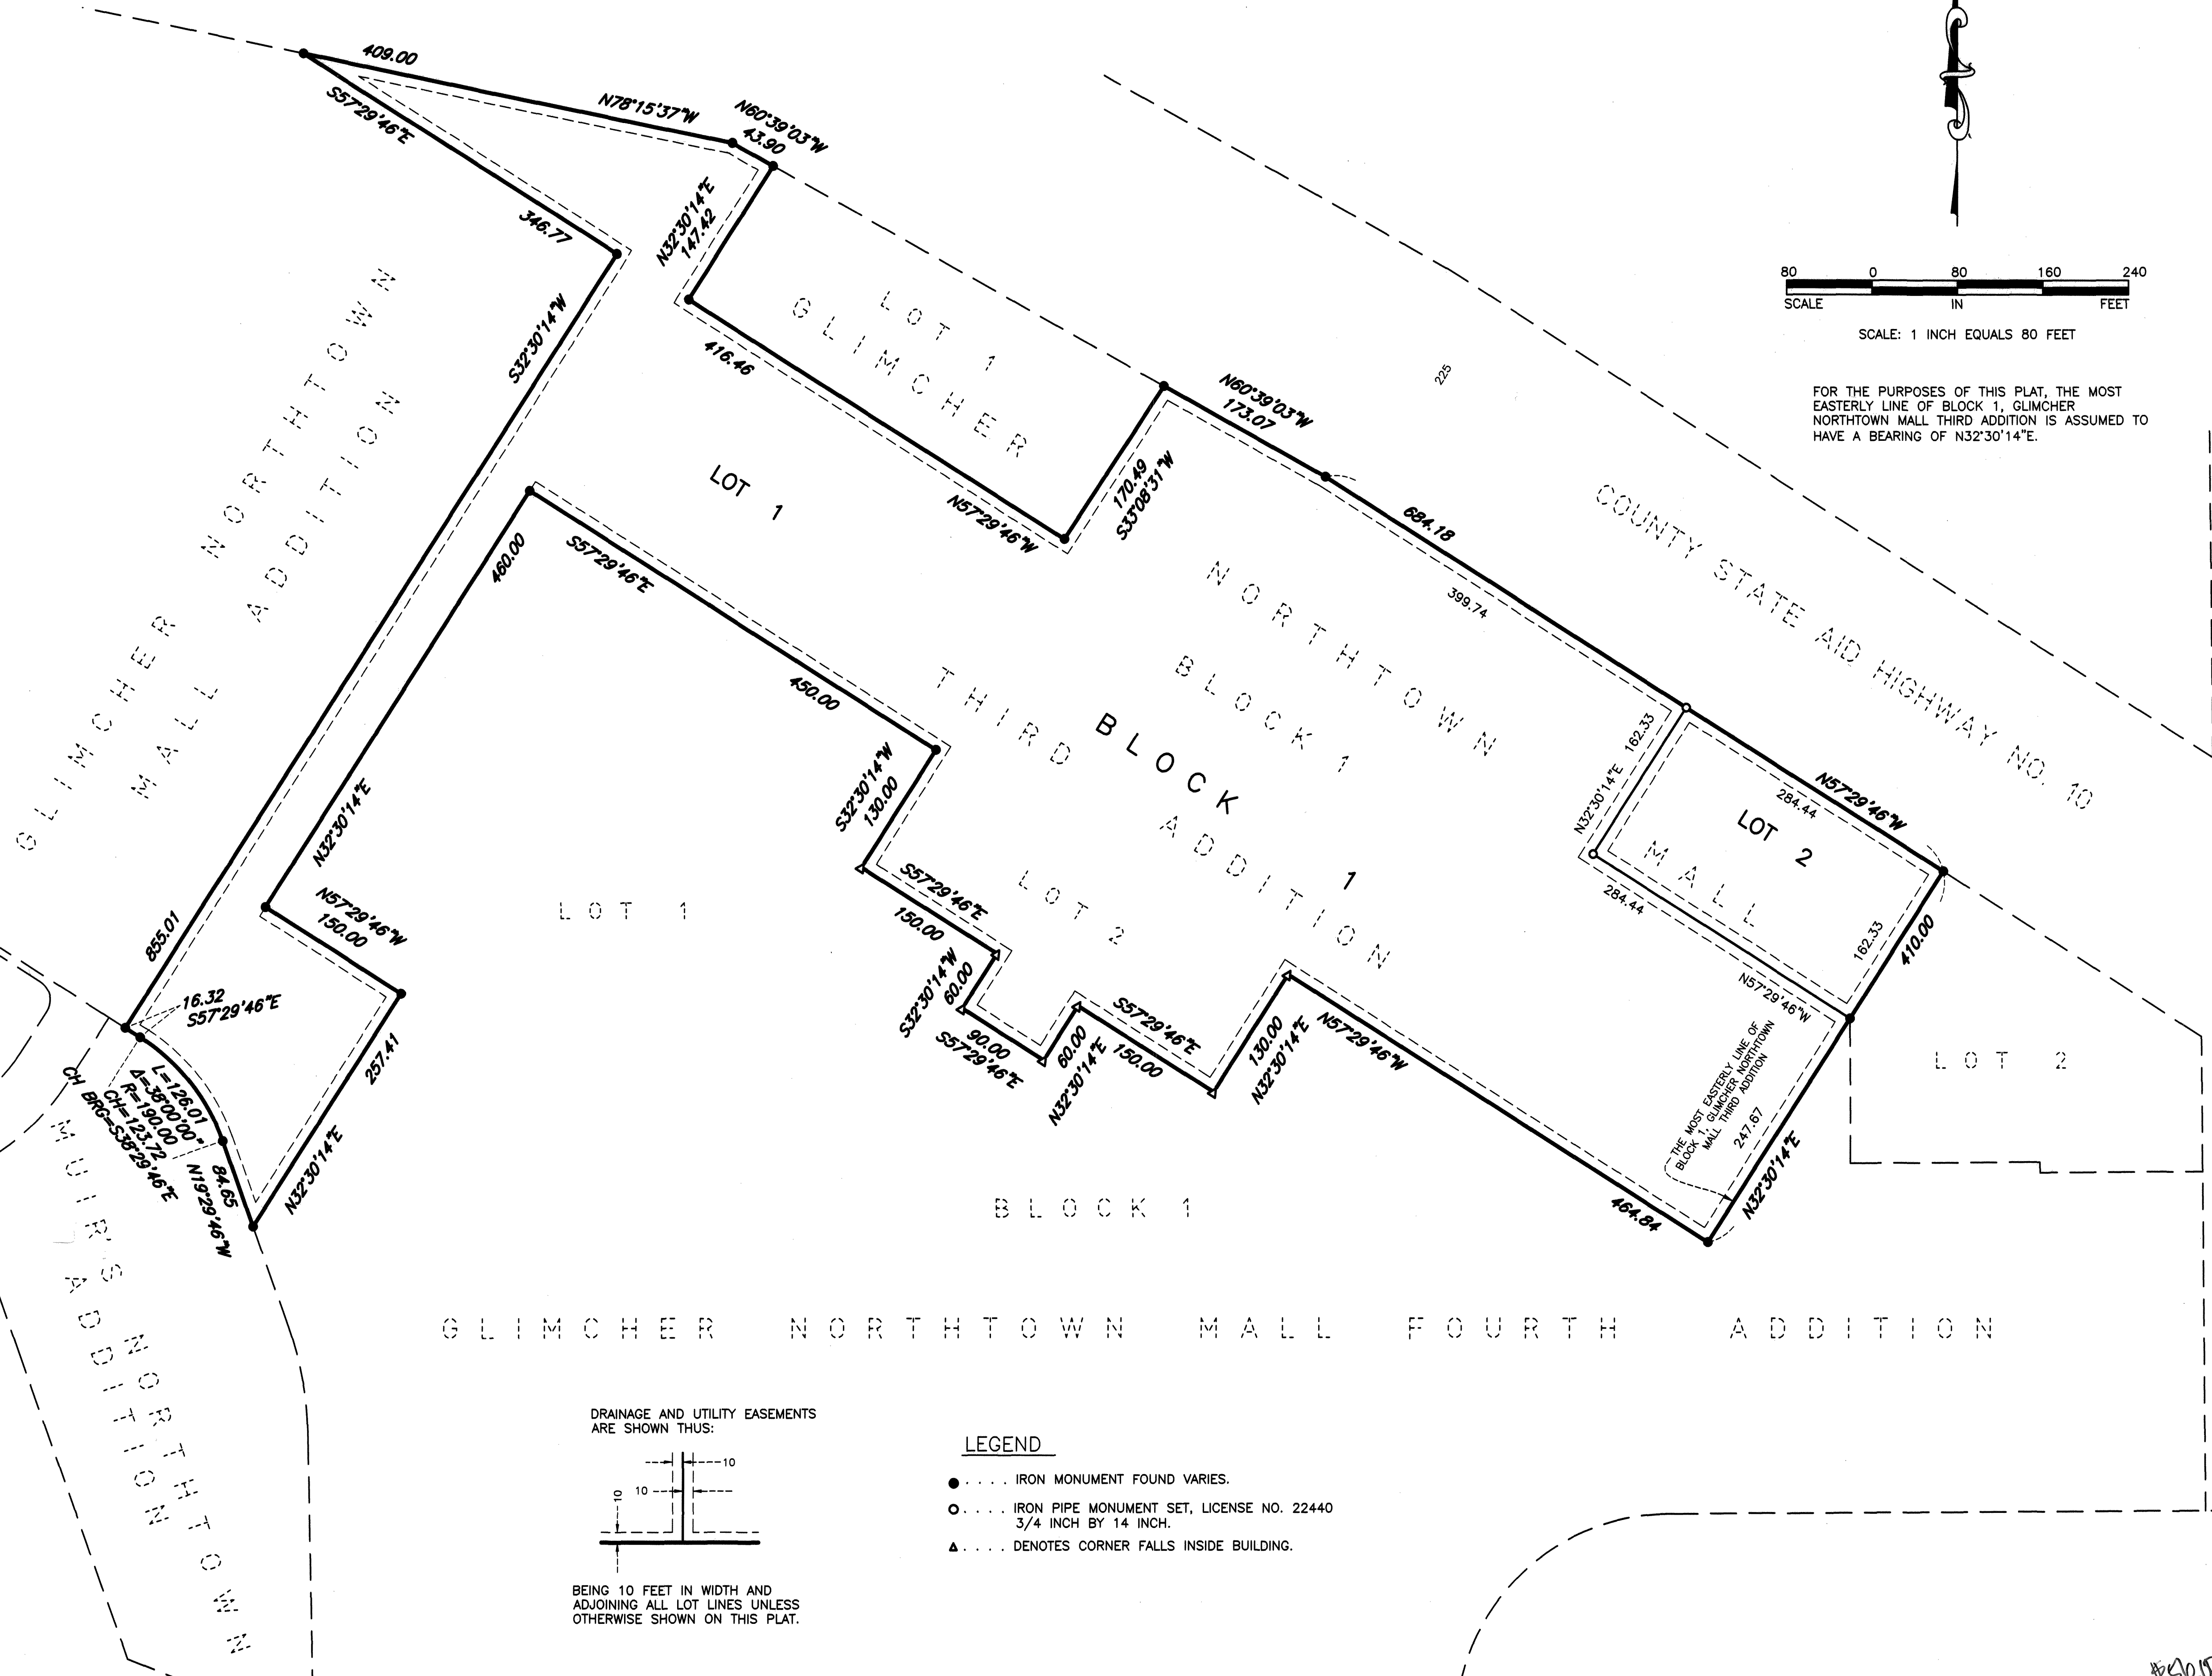 409.00
N78°15'37"W
N60°39'03"W
43.90
S57°29'46"E
346.77
N32°30'14"E
147.42
S32°30'14"W
855.01
80 0 80 160 240
SCALE IN FEET
SCALE: 1 INCH EQUALS 80 FEET
FOR THE PURPOSES OF THIS PLAT, THE MOST
EASTERLY LINE OF BLOCK 1, GLIMCHER
NORTHTOWN MALL THIRD ADDITION IS ASSUMED TO
HAVE A BEARING OF N32°30'14"E.
LOT 1
GLIMCHER
416.46
N57°29'46"W
170.49
S33°08'31"W
N60°39'03"W
173.07
225
684.18
399.74
COUNTY STATE AID HIGHWAY NO. 10
GLIMCHER NORTHTOWN
MALL ADDITION
LOT 1
460.00
N32°30'14"E
S57°29'46"E
450.00
NORTHTOWN
BLOCK 1
THIRD
BLOCK 1
ADDITION
LOT 2
MALL
S32°30'14"W
130.00
S57°29'46"E
150.00
S32°30'14"W
60.00
90.00
S57°29'46"E
60.00
N32°30'14"E
S57°29'46"E
150.00
130.00
N32°30'14"E
N57°29'46"W
464.84
162.33
N32°30'14"E
284.44
LOT 2
N57°29'46"W
284.44
N57°29'46"W
162.33
410.00
THE MOST EASTERLY LINE OF
BLOCK 1, GLIMCHER NORTHTOWN
MALL THIRD ADDITION
247.67
N32°30'14"E
LOT 2
N57°29'46"W
150.00
LOT 1
16.32
S57°29'46"E
257.41
N32°30'14"E
L=126.01
Δ=38°00'00"
R=190.00
CH=123.72
CH BRG=S38°29'46"E
84.65
N19°29'46"W
BLOCK 1
GLIMCHER NORTHTOWN MALL FOURTH ADDITION
MUIR'S NORTHTOWN
ADDITION
DRAINAGE AND UTILITY EASEMENTS
ARE SHOWN THUS:
10
10
10
BEING 10 FEET IN WIDTH AND
ADJOINING ALL LOT LINES UNLESS
OTHERWISE SHOWN ON THIS PLAT.
LEGEND
. . . . IRON MONUMENT FOUND VARIES.
. . . . IRON PIPE MONUMENT SET, LICENSE NO. 22440
3/4 INCH BY 14 INCH.
. . . . DENOTES CORNER FALLS INSIDE BUILDING.